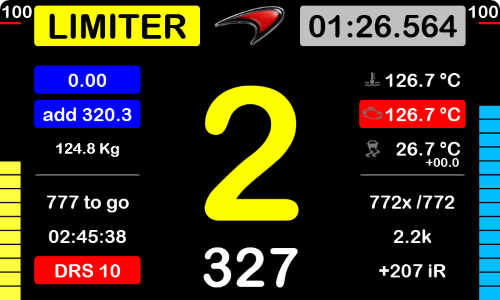 100
LIMITER
01:26.564
100
0.00
add 320.3
124.8 Kg
777 to go
02:45:38
DRS 10
2
327
126.7 °C
126.7 °C
26.7 °C
+00.0
772x /772
2.2k
+207 iR